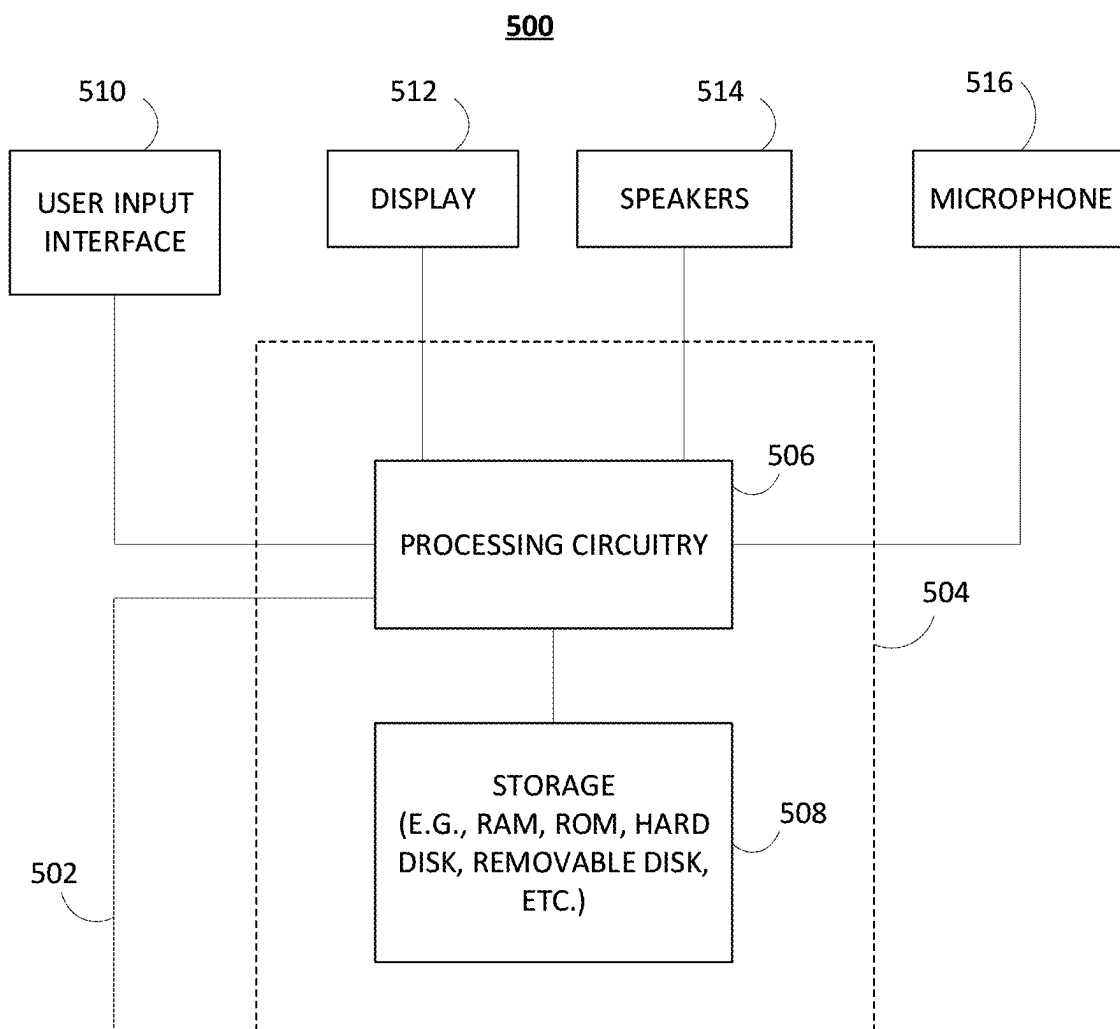 500
510
512
514
516
USER INPUT
INTERFACE
DISPLAY
SPEAKERS
MICROPHONE
506
PROCESSING CIRCUITRY
504
STORAGE
(E.G., RAM, ROM, HARD
DISK, REMOVABLE DISK,
ETC.)
508
502